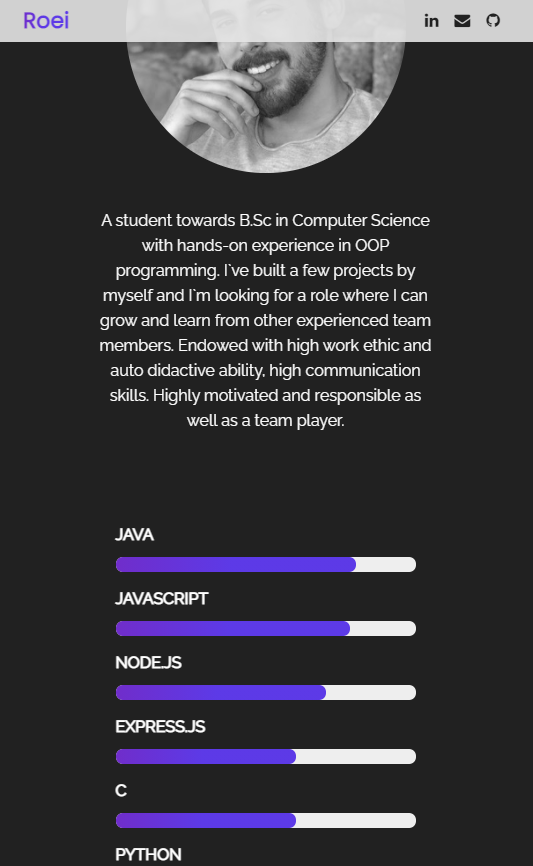 Roei
A student towards B.Sc in Computer Science
with hands-on experience in OOP
programming. I`ve built a few projects by
myself and I`m looking for a role where I can
grow and learn from other experienced team
members. Endowed with high work ethic and
auto didactive ability, high communication
skills. Highly motivated and responsible as
well as a team player.
JAVA
JAVASCRIPT
NODE.JS
EXPRESS.JS
C
PYTHON